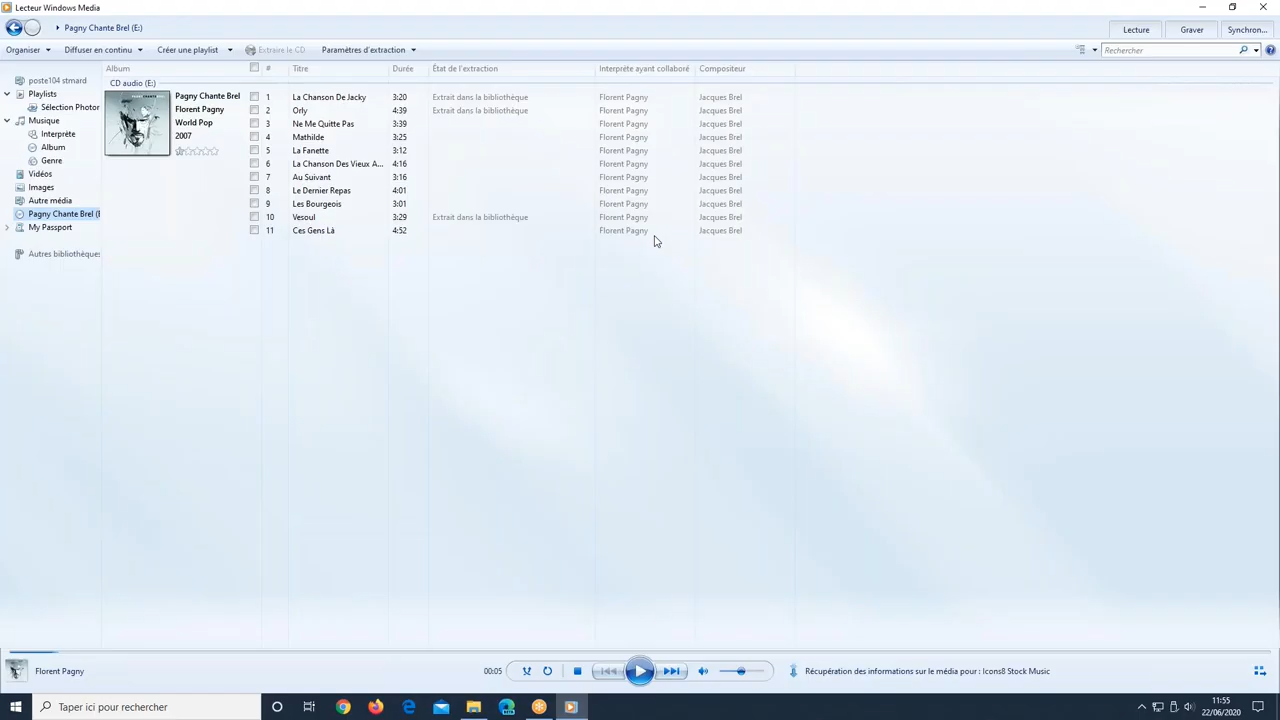 Lecteur Windows Media
Pagny Chante Brel (E:)
Lecture Graver Synchron...
Organiser Diffuser en continu Créer une playlist Extraire le CD Paramètres d'extraction Rechercher
Album # Titre Durée État de l'extraction Interprète ayant collaboré Compositeur
CD audio (E:)
poste104 stmard
Playlists
Sélection Photor
Musique
Interprète
Album
Genre
Vidéos
Images
Autre média
Pagny Chante Brel (E
My Passport
Autres bibliothèques
Pagny Chante Brel
Florent Pagny
World Pop
2007
1 La Chanson De Jacky 3:20 Extrait dans la bibliothèque Florent Pagny Jacques Brel
2 Orly 4:39 Extrait dans la bibliothèque Florent Pagny Jacques Brel
3 Ne Me Quitte Pas 3:39 Florent Pagny Jacques Brel
4 Mathilde 3:25 Florent Pagny Jacques Brel
5 La Fanette 3:12 Florent Pagny Jacques Brel
6 La Chanson Des Vieux A... 4:16 Florent Pagny Jacques Brel
7 Au Suivant 3:16 Florent Pagny Jacques Brel
8 Le Dernier Repas 4:01 Florent Pagny Jacques Brel
9 Les Bourgeois 3:01 Florent Pagny Jacques Brel
10 Vesoul 3:29 Extrait dans la bibliothèque Florent Pagny Jacques Brel
11 Ces Gens Là 4:52 Florent Pagny Jacques Brel
Florent Pagny 00:05 Récupération des informations sur le média pour : Icons8 Stock Music
Taper ici pour rechercher
11:55
22/06/2020